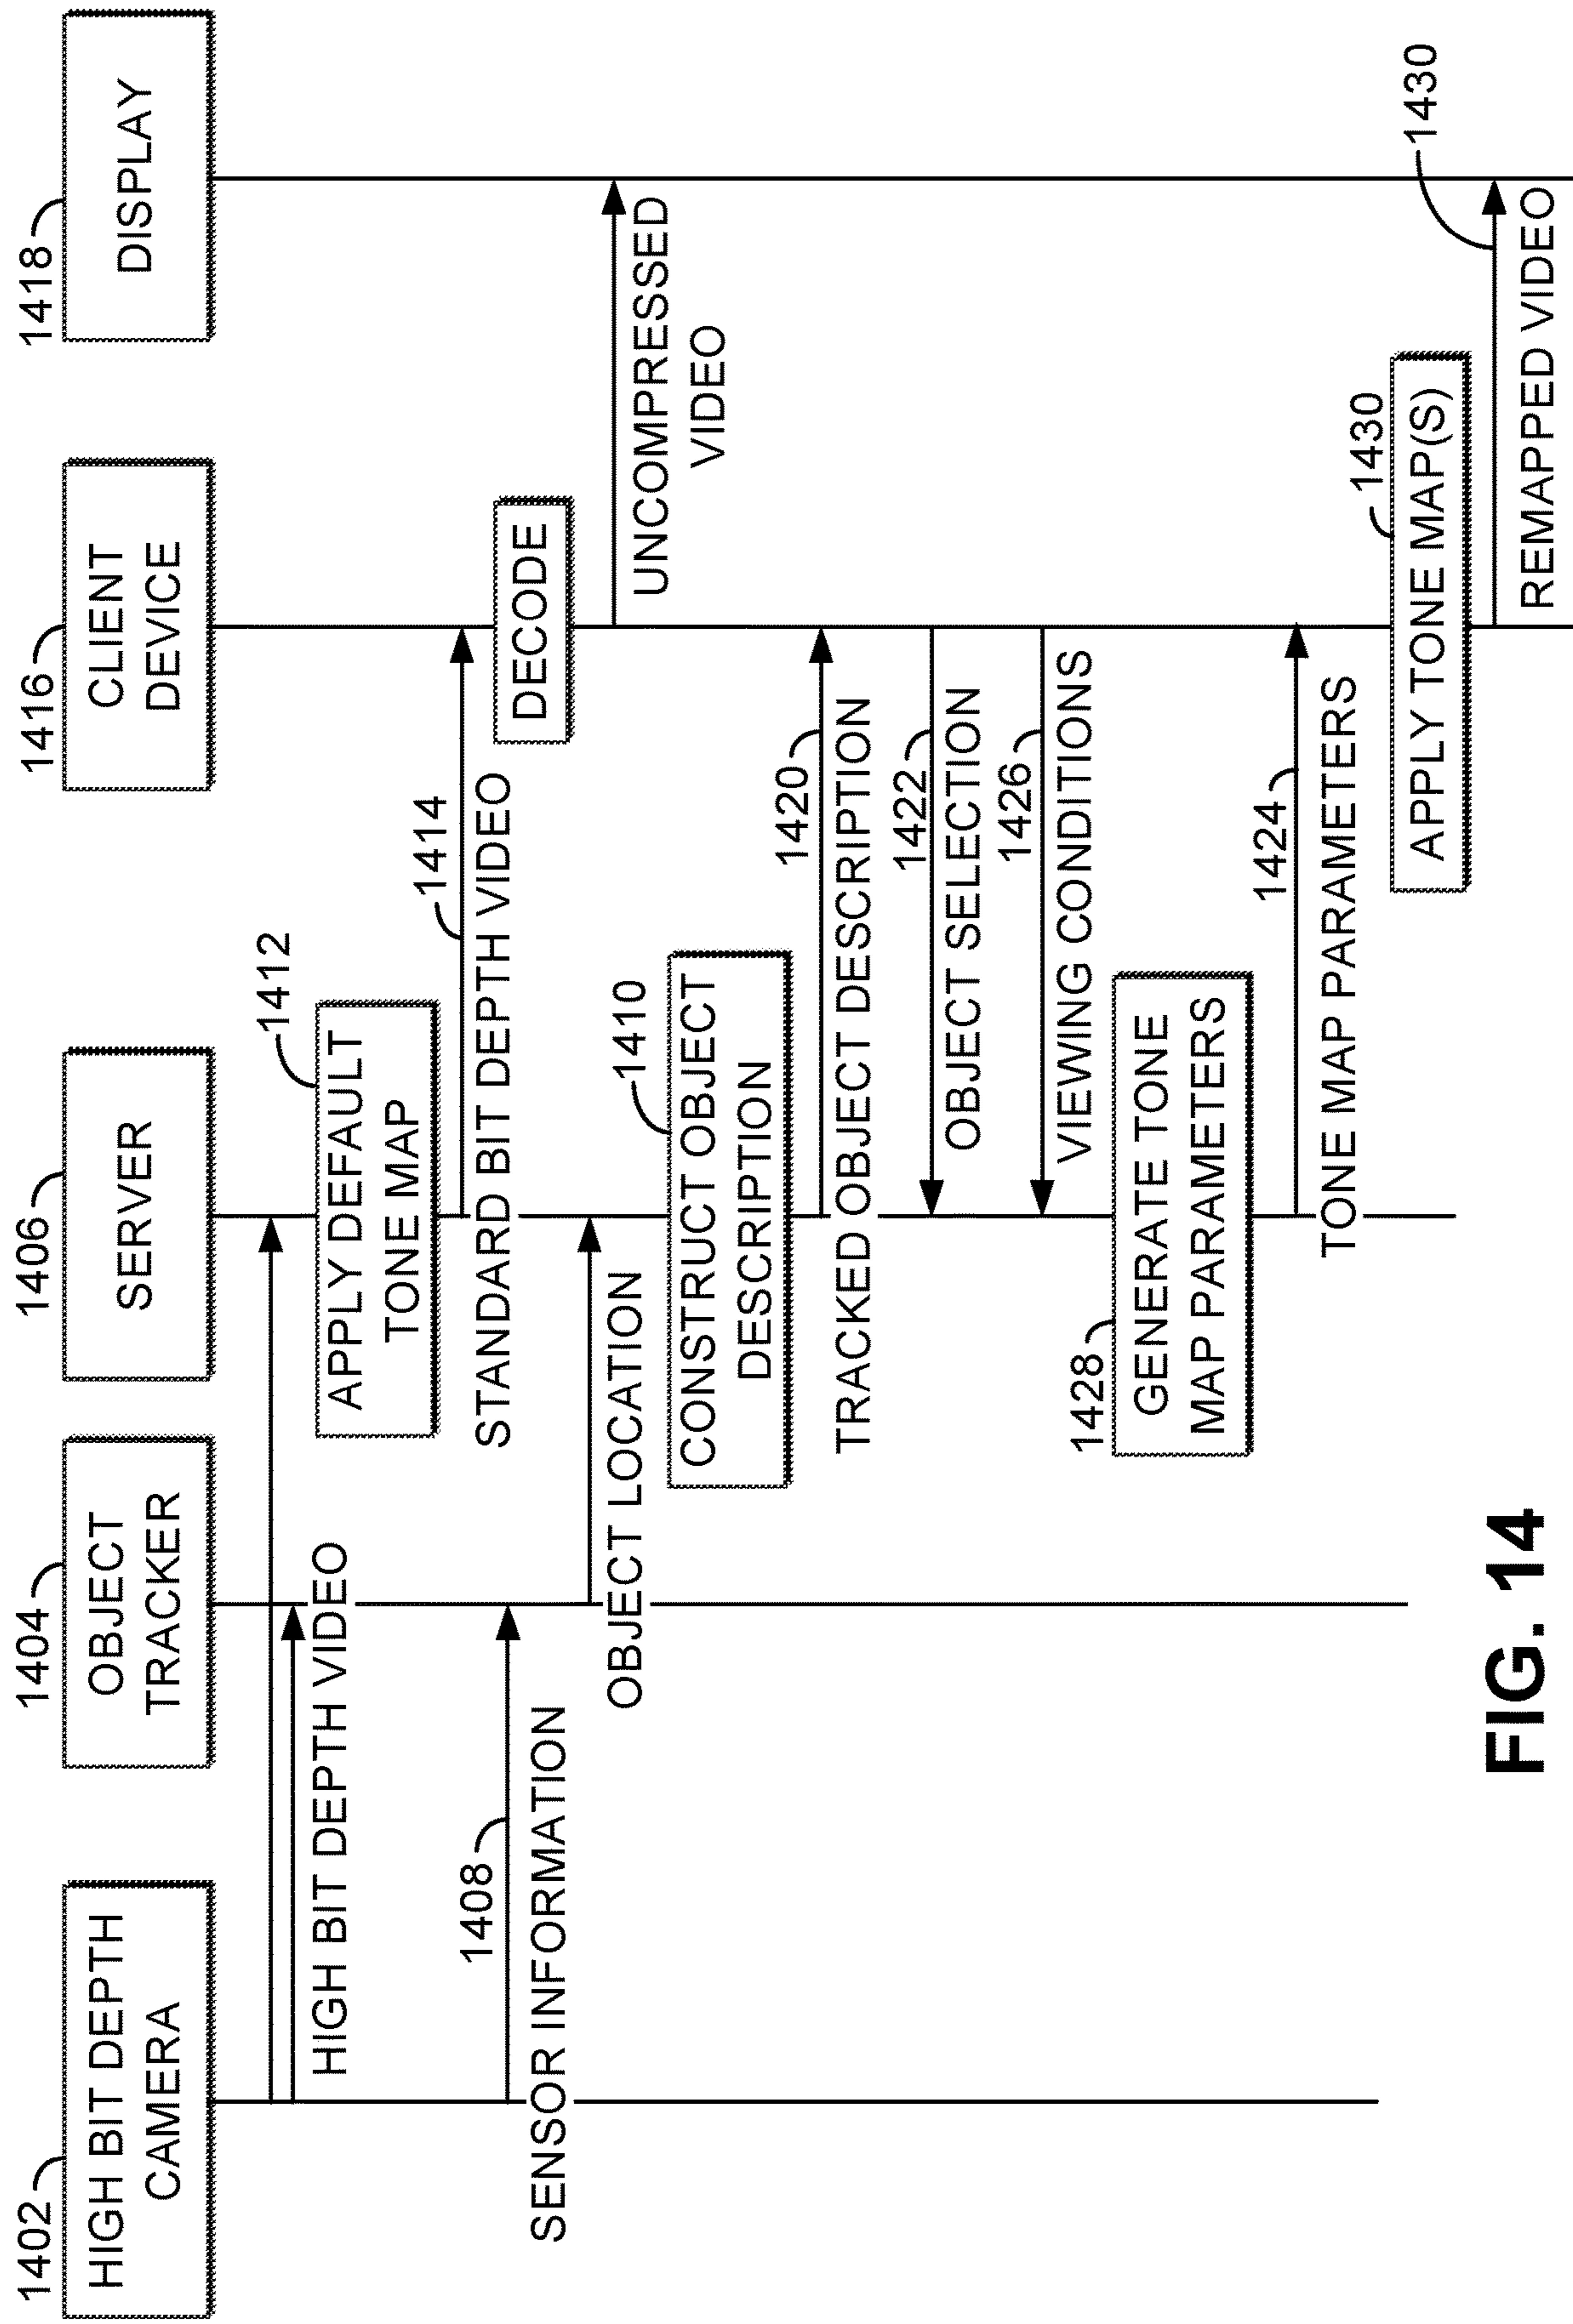 1402
HIGH BIT DEPTH
CAMERA
1404
OBJECT
TRACKER
1406
SERVER
1416
CLIENT
DEVICE
1418
DISPLAY
HIGH BIT DEPTH VIDEO
1412
APPLY DEFAULT
TONE MAP
1414
STANDARD BIT DEPTH VIDEO
1408
SENSOR INFORMATION
DECODE
OBJECT LOCATION
UNCOMPRESSED
VIDEO
1410
CONSTRUCT OBJECT
DESCRIPTION
1420
TRACKED OBJECT DESCRIPTION
1422
OBJECT SELECTION
1426
VIEWING CONDITIONS
1428
GENERATE TONE
MAP PARAMETERS
1424
TONE MAP PARAMETERS
1430
APPLY TONE MAP(S)
1430
REMAPPED VIDEO
FIG. 14